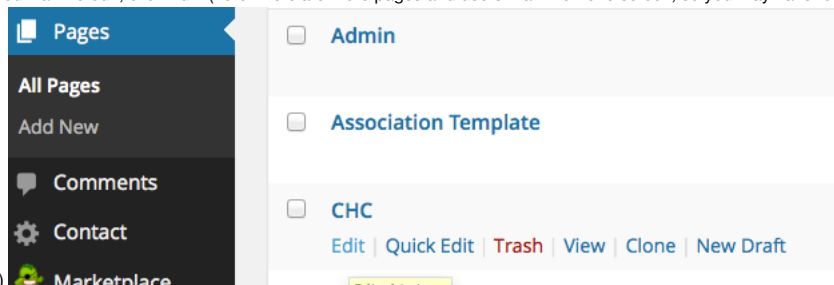 Pages
All Pages
Add New
Comments
Contact
Marketplace
Admin
Association Template
CHC
Edit | Quick Edit | Trash | View | Clone | New Draft